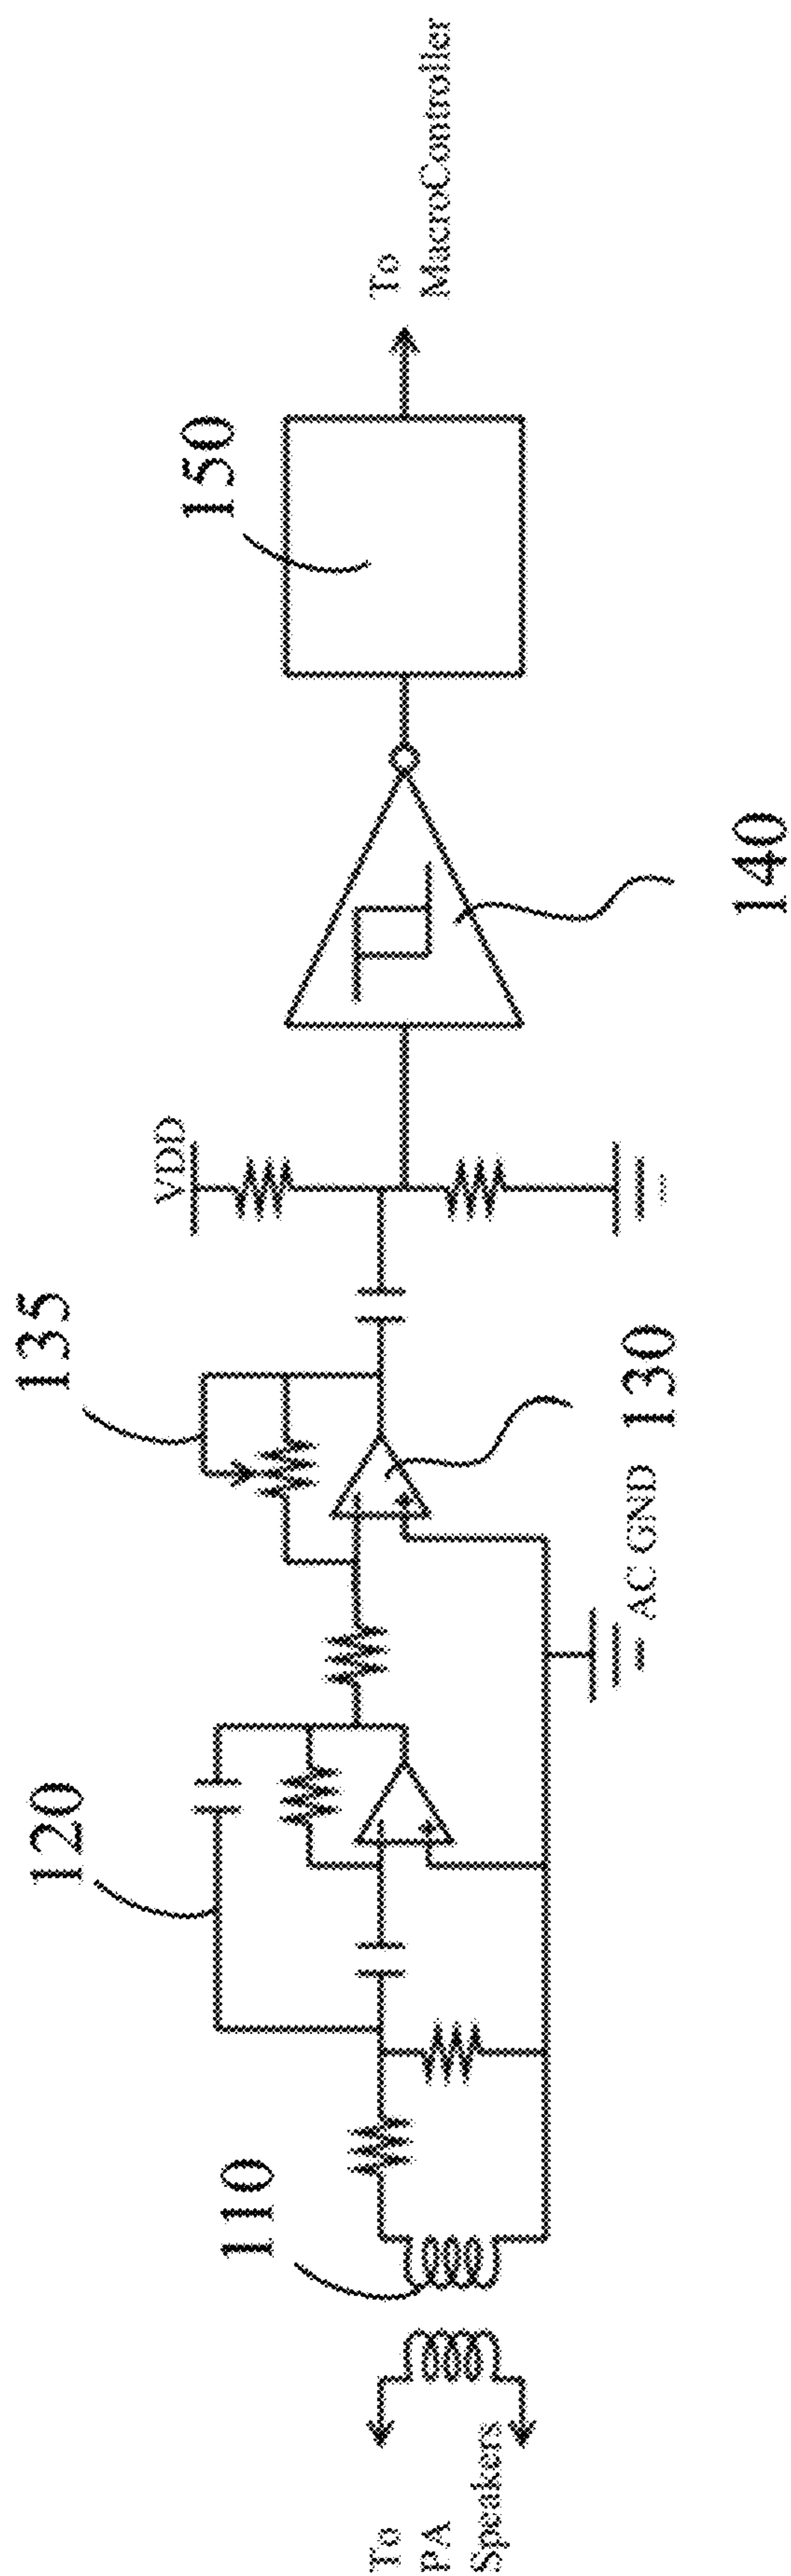 To
PA
Speakers
110
120
AC GND
130
135
VDD
140
150
To
MacroController